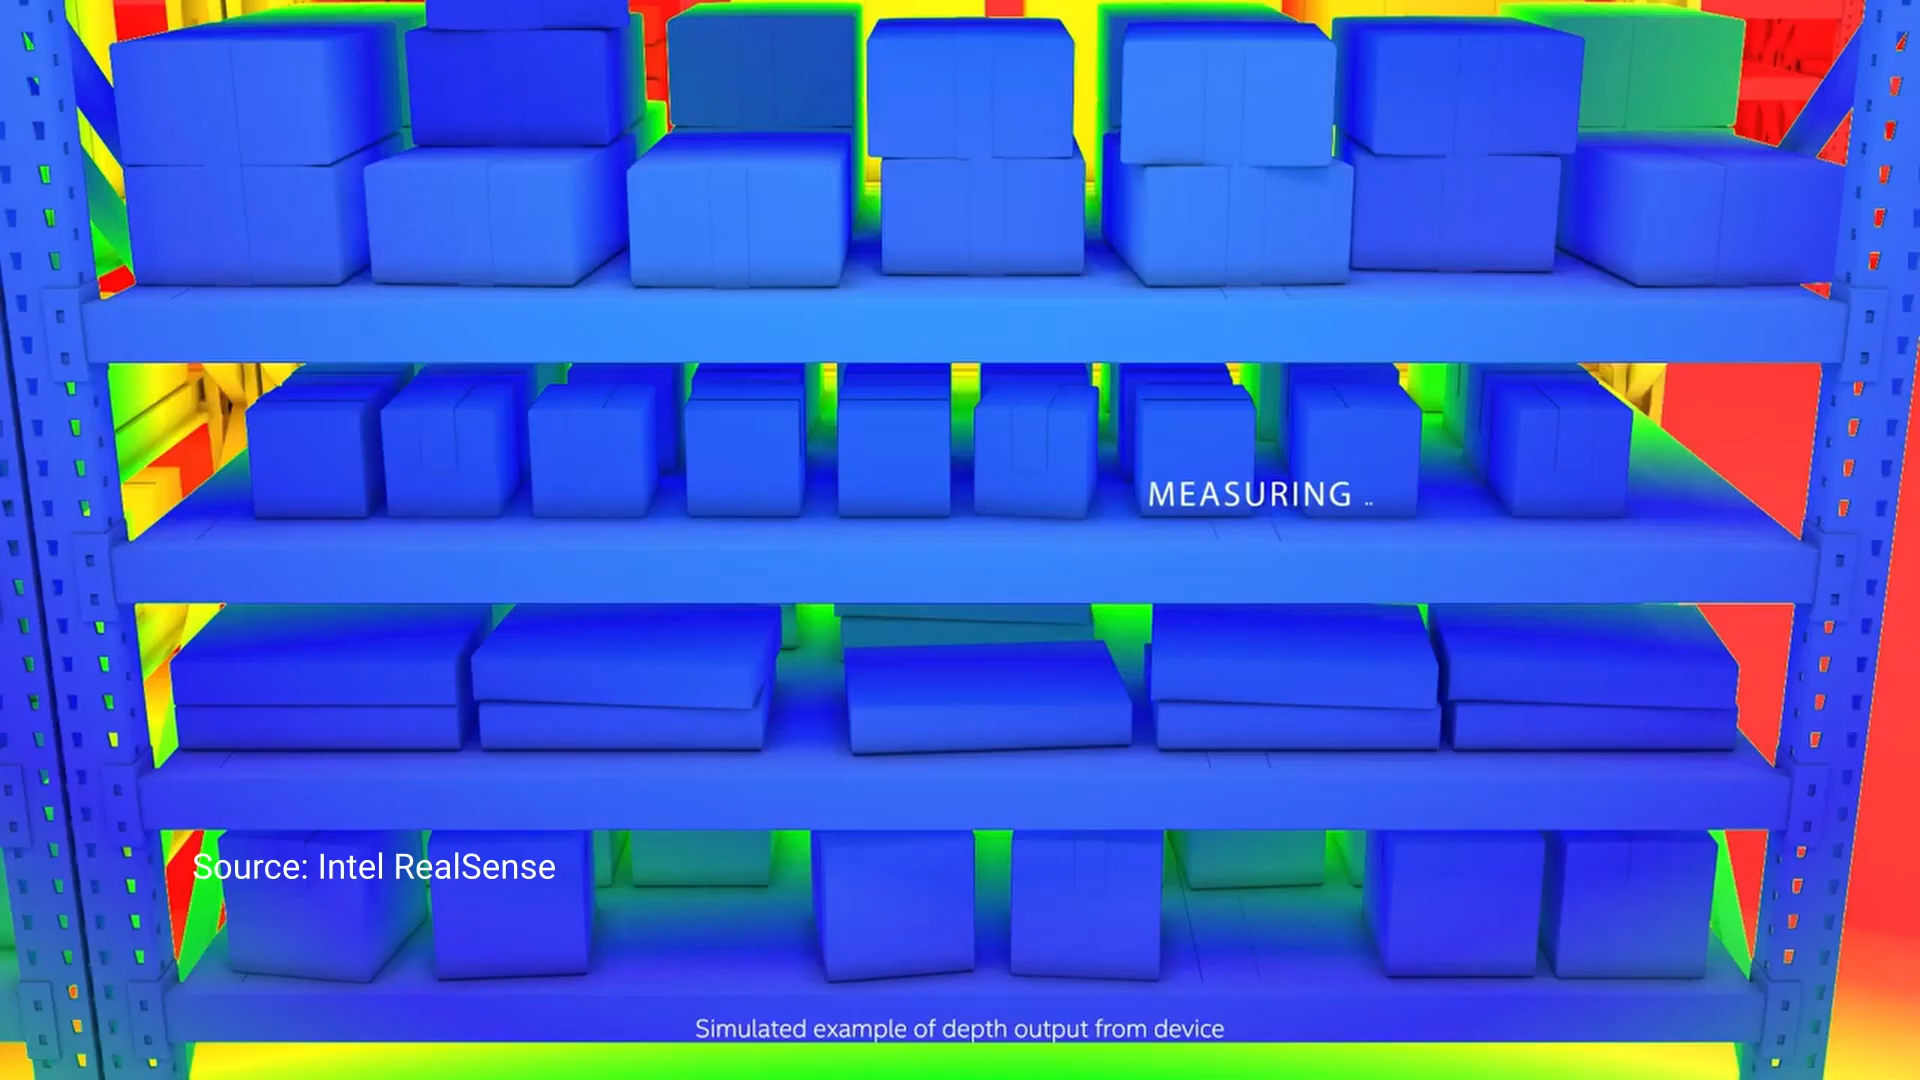 MEASURING ..
Source: Intel RealSense
Simulated example of depth output from device